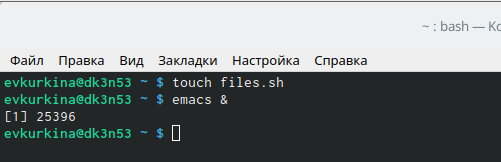 ~ : bash — Ko
Файл Правка Вид Закладки Настройка Справка
evkurkina@dk3n53 ~ $ touch files.sh
evkurkina@dk3n53 ~ $ emacs &
[1] 25396
evkurkina@dk3n53 ~ $